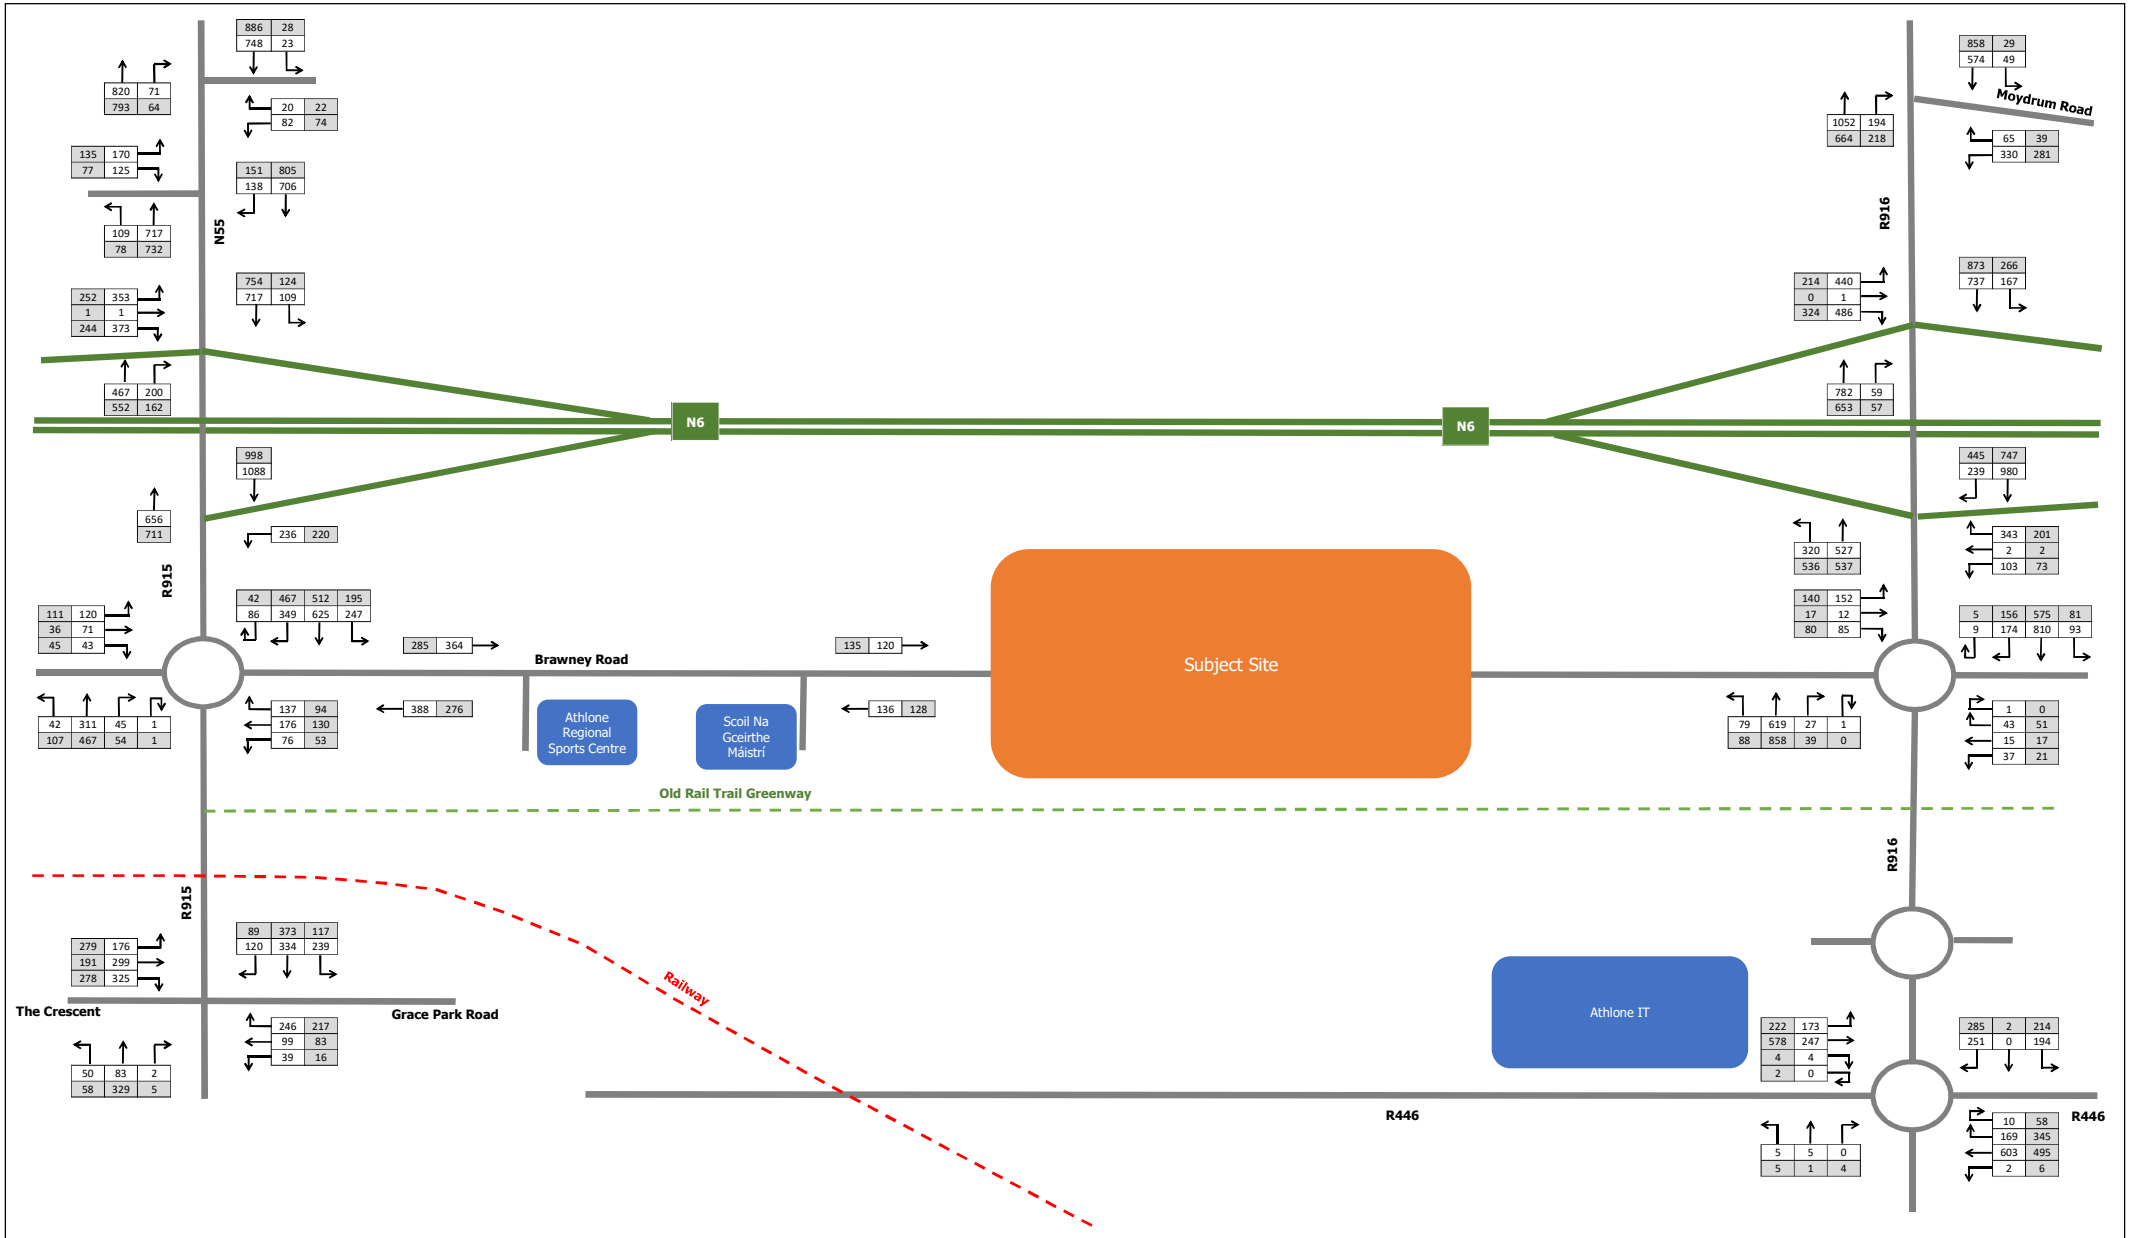 886 28
748 23
820 71
793 64
20 22
82 74
135 170
77 125
151 805
138 706
109 717
78 732
N55
252 353
1 1
244 373
754 124
717 109
467 200
552 162
N6
998
1088
656
711
236 220
R915
111 120
36 71
45 43
42 467 512 195
86 349 625 247
285 364
Brawney Road
135 120
42 311 45 1
107 467 54 1
137 94
176 130
76 53
388 276
136 128
Athlone
Regional
Sports Centre
Scoil Na
Gceirthe
Máistrí
Subject Site
Old Rail Trail Greenway
R915
Railway
279 176
191 299
278 325
89 373 117
120 334 239
The Crescent
Grace Park Road
246 217
99 83
39 16
50 83 2
58 329 5
858 29
574 49
Moydrum Road
1052 194
664 218
65 39
330 281
R916
214 440
0 1
324 486
873 266
737 167
782 59
653 57
N6
445 747
239 980
320 527
536 537
343 201
2 2
103 73
140 152
17 12
80 85
5 156 575 81
9 174 810 93
79 619 27 1
88 858 39 0
1 0
43 51
15 17
37 21
R916
Athlone IT
222 173
578 247
4 4
2 0
285 2 214
251 0 194
R446
R446
5 5 0
5 1 4
10 58
169 345
603 495
2 6